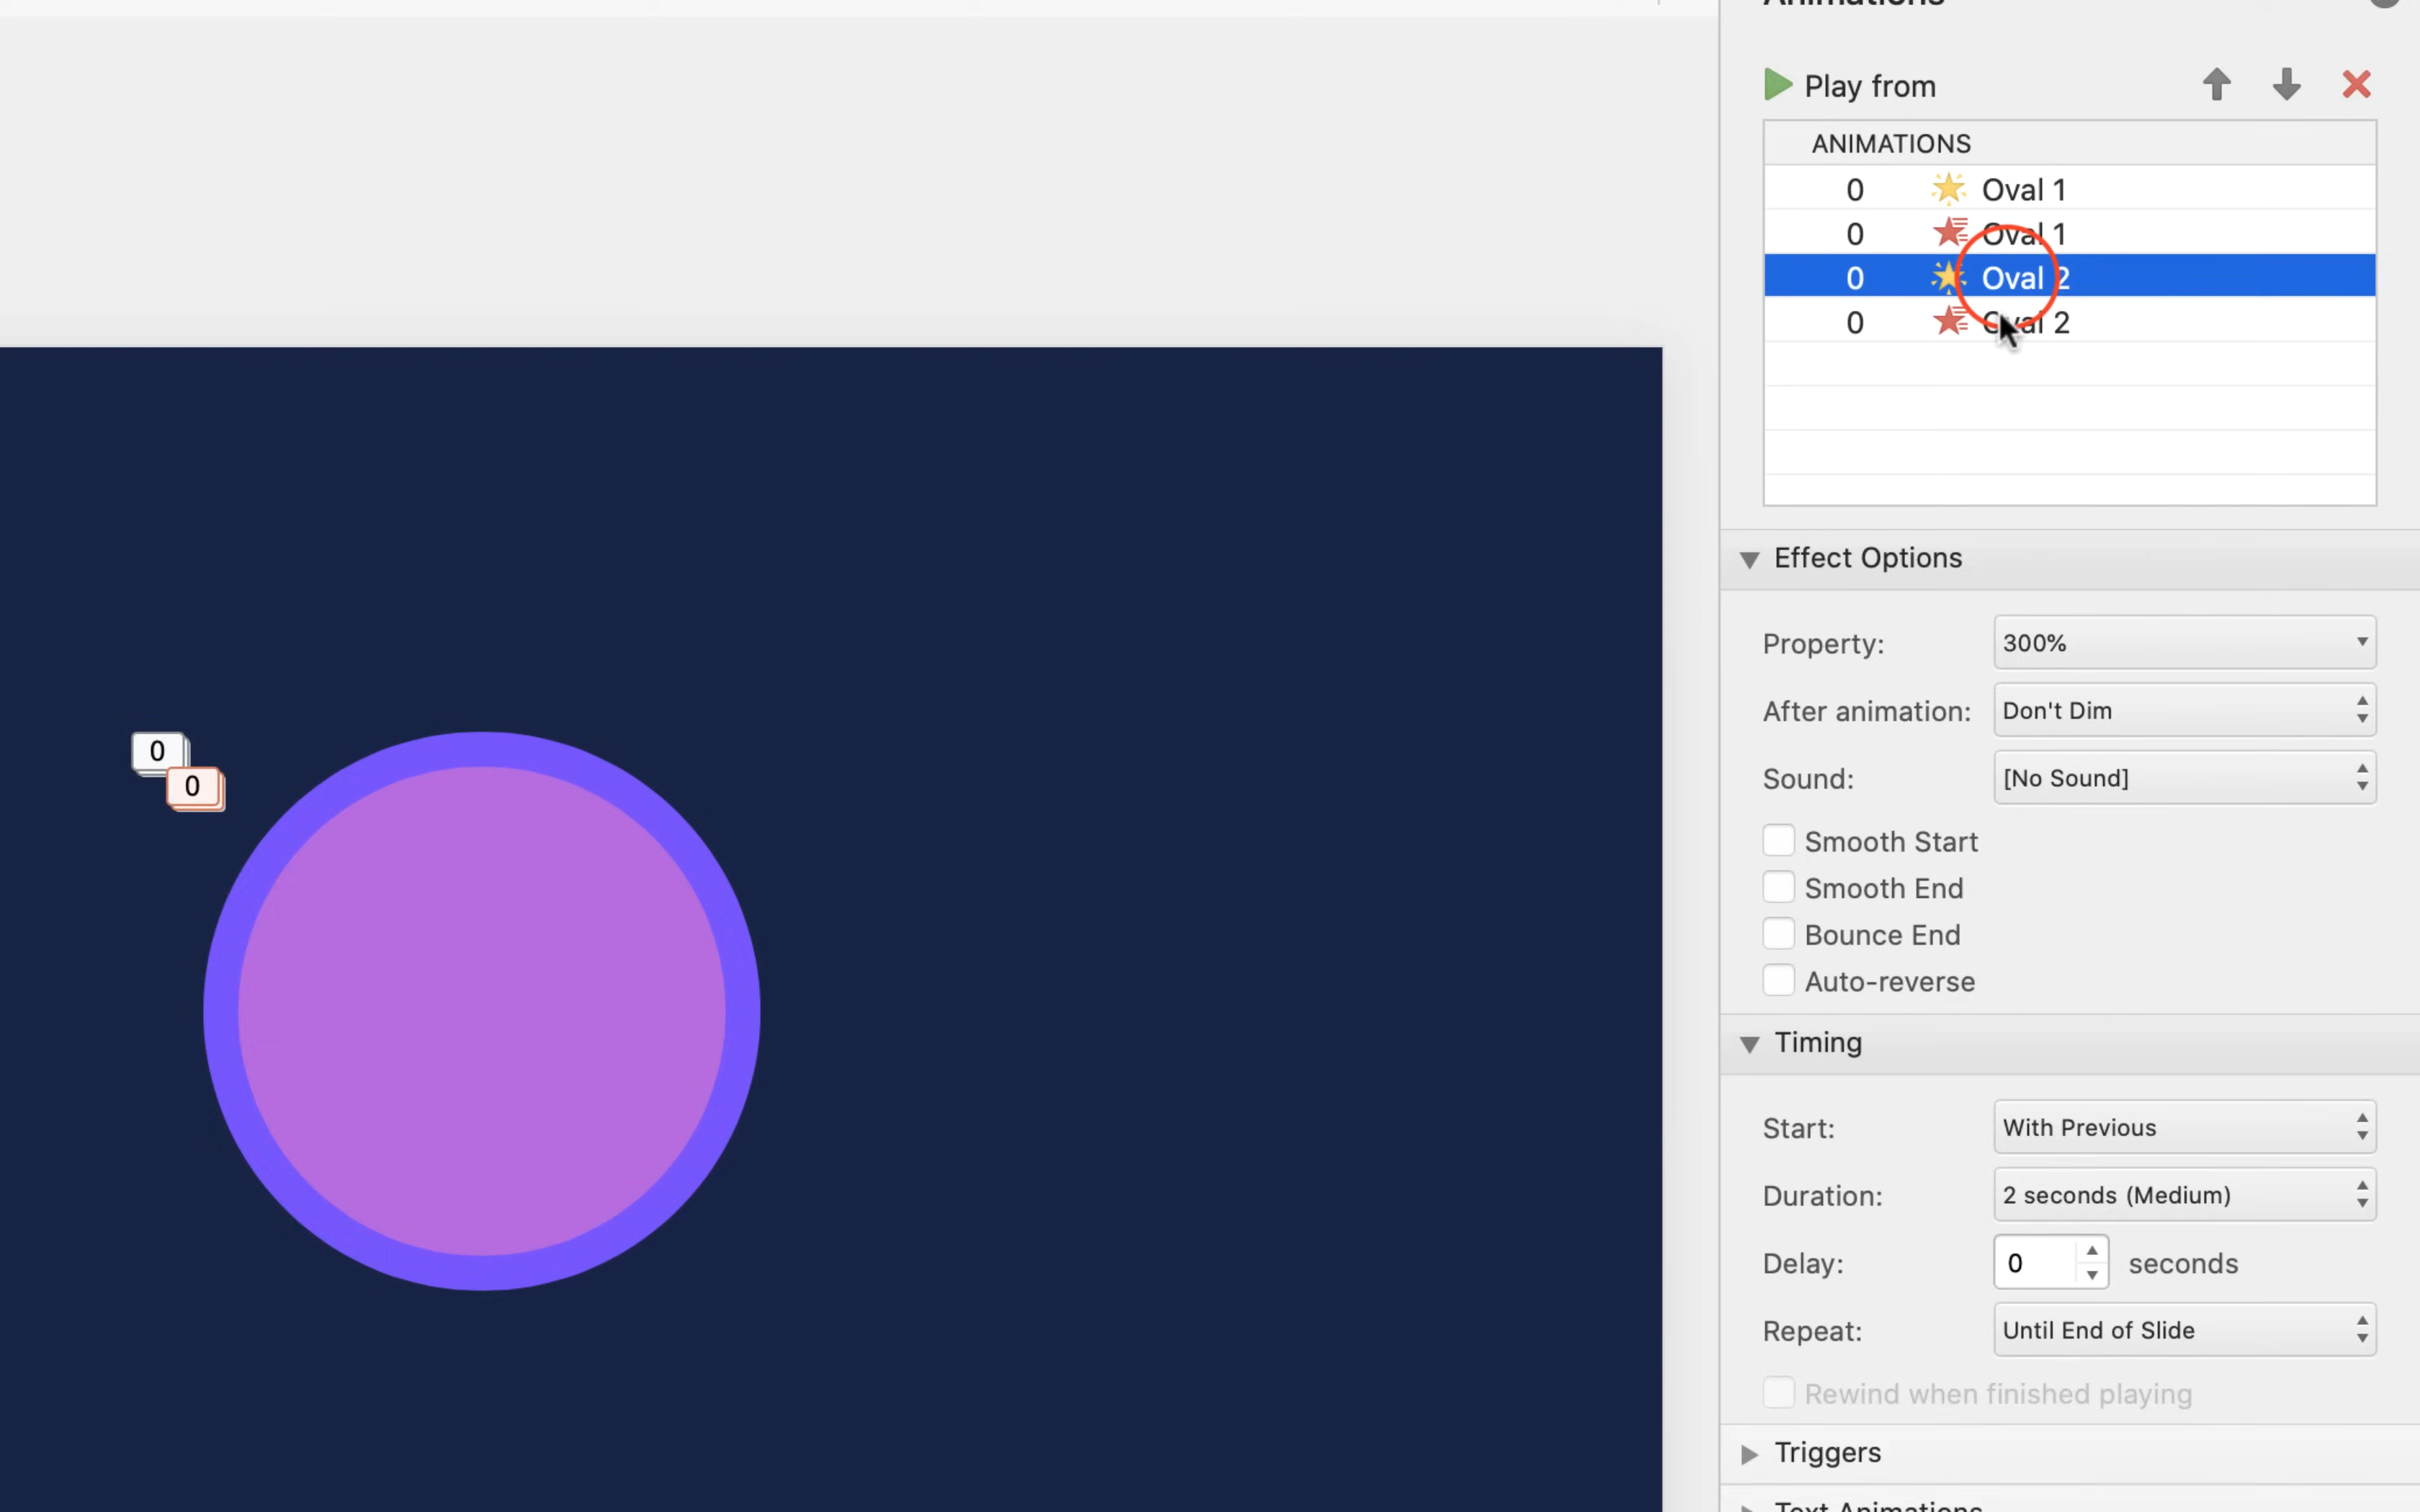 Animations
Play from
ANIMATIONS
0 Oval 1
0 Oval 1
0 Oval 2
0 Oval 2
Effect Options
Property: 300%
After animation: Don't Dim
Sound: [No Sound]
Smooth Start
Smooth End
Bounce End
Auto-reverse
Timing
Start: With Previous
Duration: 2 seconds (Medium)
Delay: 0 seconds
Repeat: Until End of Slide
Rewind when finished playing
Triggers
Text Animations
0
0